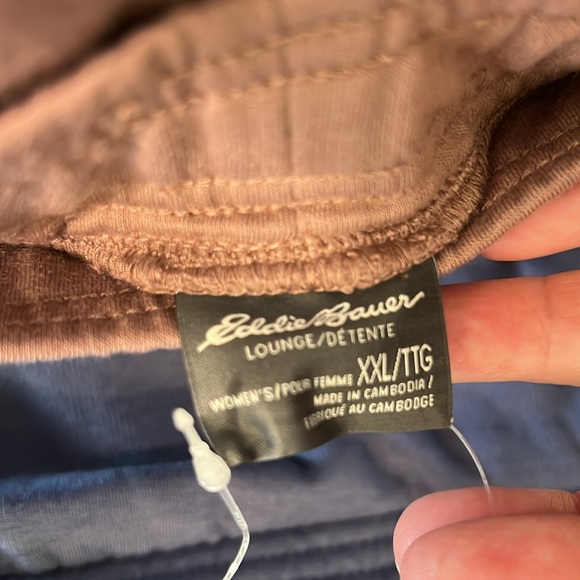 Eddie Bauer
LOUNGE/DÉTENTE
WOMEN'S/POUR FEMME XXL/TTG
MADE IN CAMBODIA/
FABRIQUÉ AU CAMBODGE